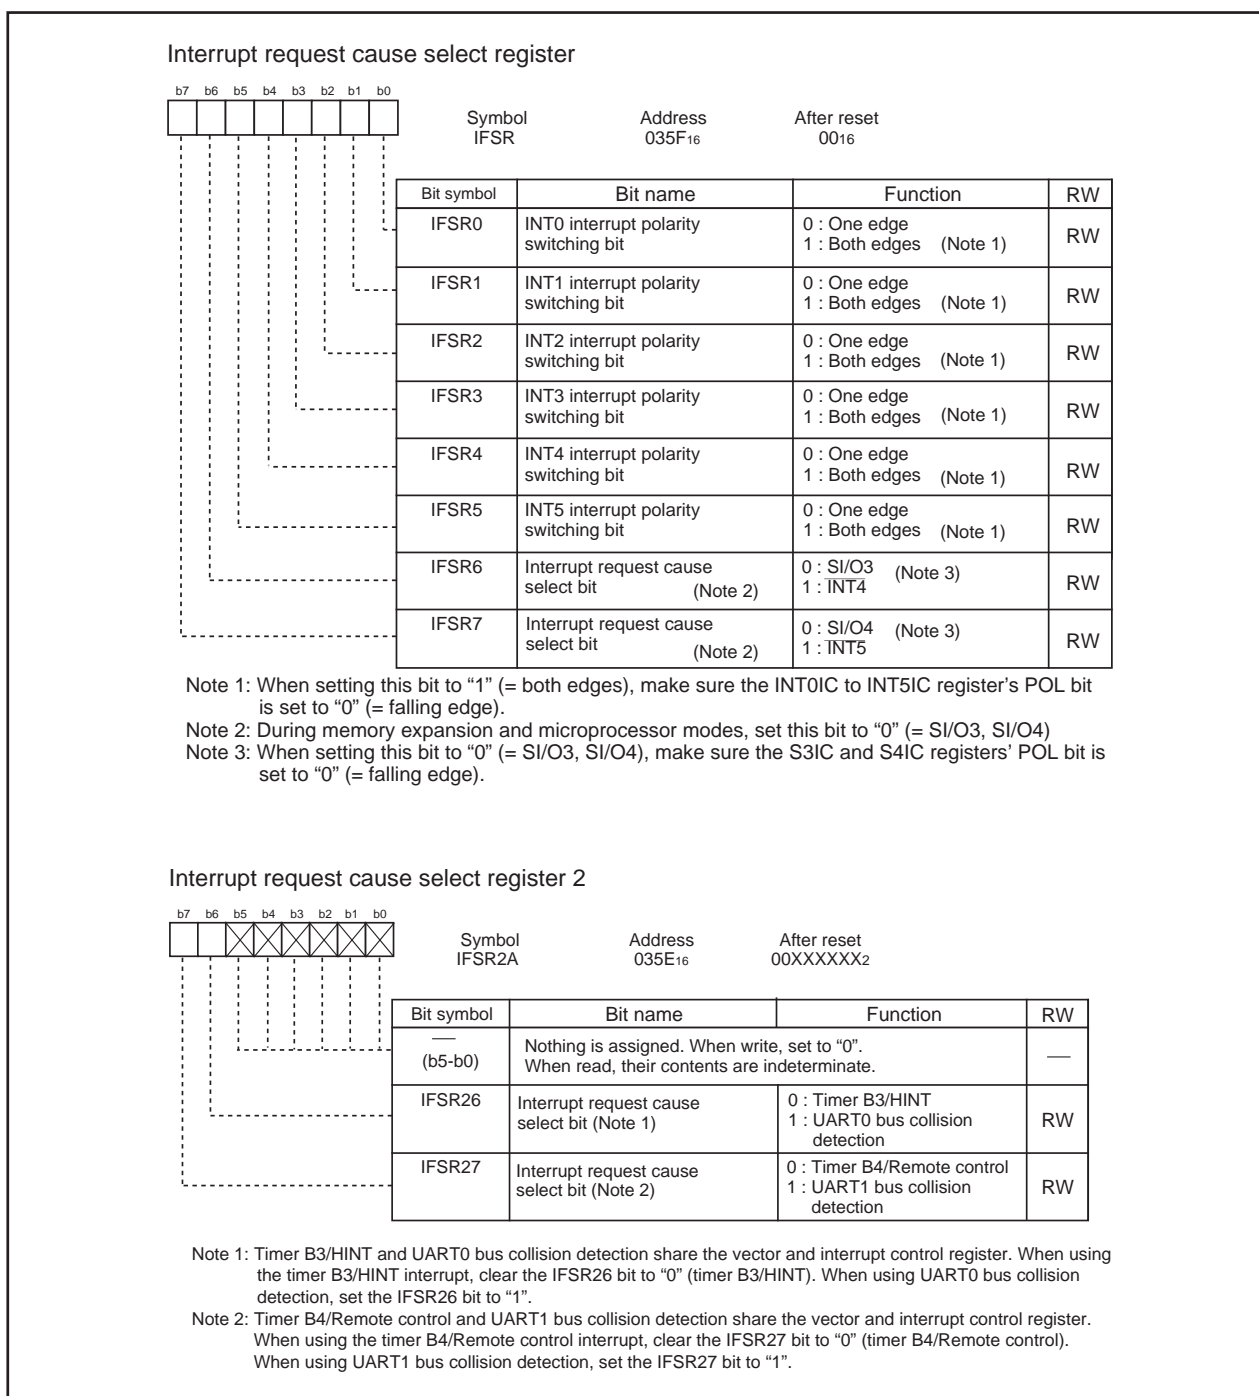 Interrupt request cause select register
b7 b6 b5 b4 b3 b2 b1 b0
Symbol Address After reset
IFSR 035F16 0016
Bit symbol Bit name Function RW
IFSR0 INT0 interrupt polarity switching bit 0 : One edge
1 : Both edges (Note 1) RW
IFSR1 INT1 interrupt polarity switching bit 0 : One edge
1 : Both edges (Note 1) RW
IFSR2 INT2 interrupt polarity switching bit 0 : One edge
1 : Both edges (Note 1) RW
IFSR3 INT3 interrupt polarity switching bit 0 : One edge
1 : Both edges (Note 1) RW
IFSR4 INT4 interrupt polarity switching bit 0 : One edge
1 : Both edges (Note 1) RW
IFSR5 INT5 interrupt polarity switching bit 0 : One edge
1 : Both edges (Note 1) RW
IFSR6 Interrupt request cause select bit (Note 2) 0 : SI/O3 (Note 3)
1 : INT4 RW
IFSR7 Interrupt request cause select bit (Note 2) 0 : SI/O4 (Note 3)
1 : INT5 RW
Note 1: When setting this bit to “1” (= both edges), make sure the INT0IC to INT5IC register’s POL bit
is set to “0” (= falling edge).
Note 2: During memory expansion and microprocessor modes, set this bit to “0” (= SI/O3, SI/O4)
Note 3: When setting this bit to “0” (= SI/O3, SI/O4), make sure the S3IC and S4IC registers’ POL bit is
set to “0” (= falling edge).
Interrupt request cause select register 2
b7 b6 b5 b4 b3 b2 b1 b0
Symbol Address After reset
IFSR2A 035E16 00XXXXXX2
Bit symbol Bit name Function RW
— (b5-b0) Nothing is assigned. When write, set to “0”.
When read, their contents are indeterminate. —
IFSR26 Interrupt request cause select bit (Note 1) 0 : Timer B3/HINT
1 : UART0 bus collision
detection RW
IFSR27 Interrupt request cause select bit (Note 2) 0 : Timer B4/Remote control
1 : UART1 bus collision
detection RW
Note 1: Timer B3/HINT and UART0 bus collision detection share the vector and interrupt control register. When using
the timer B3/HINT interrupt, clear the IFSR26 bit to “0” (timer B3/HINT). When using UART0 bus collision
detection, set the IFSR26 bit to “1”.
Note 2: Timer B4/Remote control and UART1 bus collision detection share the vector and interrupt control register.
When using the timer B4/Remote control interrupt, clear the IFSR27 bit to “0” (timer B4/Remote control).
When using UART1 bus collision detection, set the IFSR27 bit to “1”.